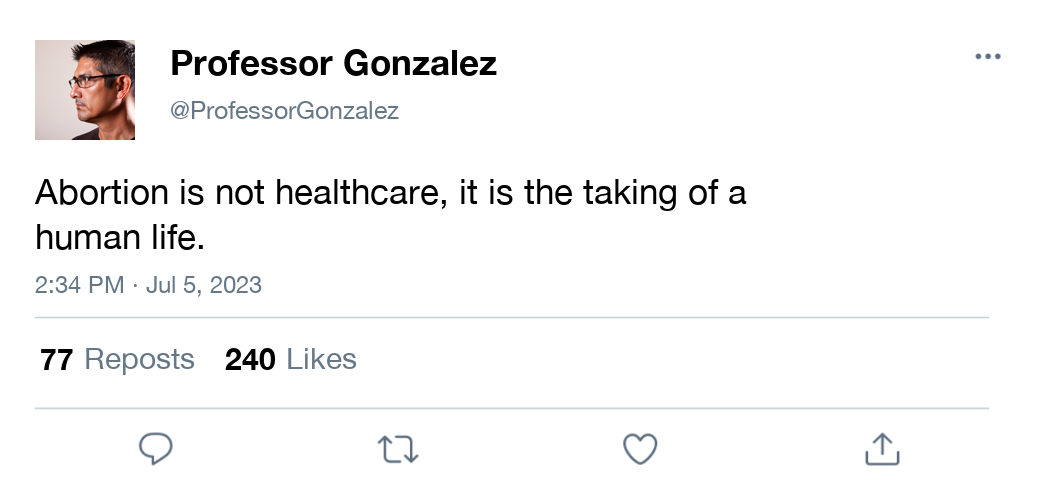 Professor Gonzalez
@ProfessorGonzalez
Abortion is not healthcare, it is the taking of a
human life.
2:34 PM · Jul 5, 2023
77 Reposts 240 Likes